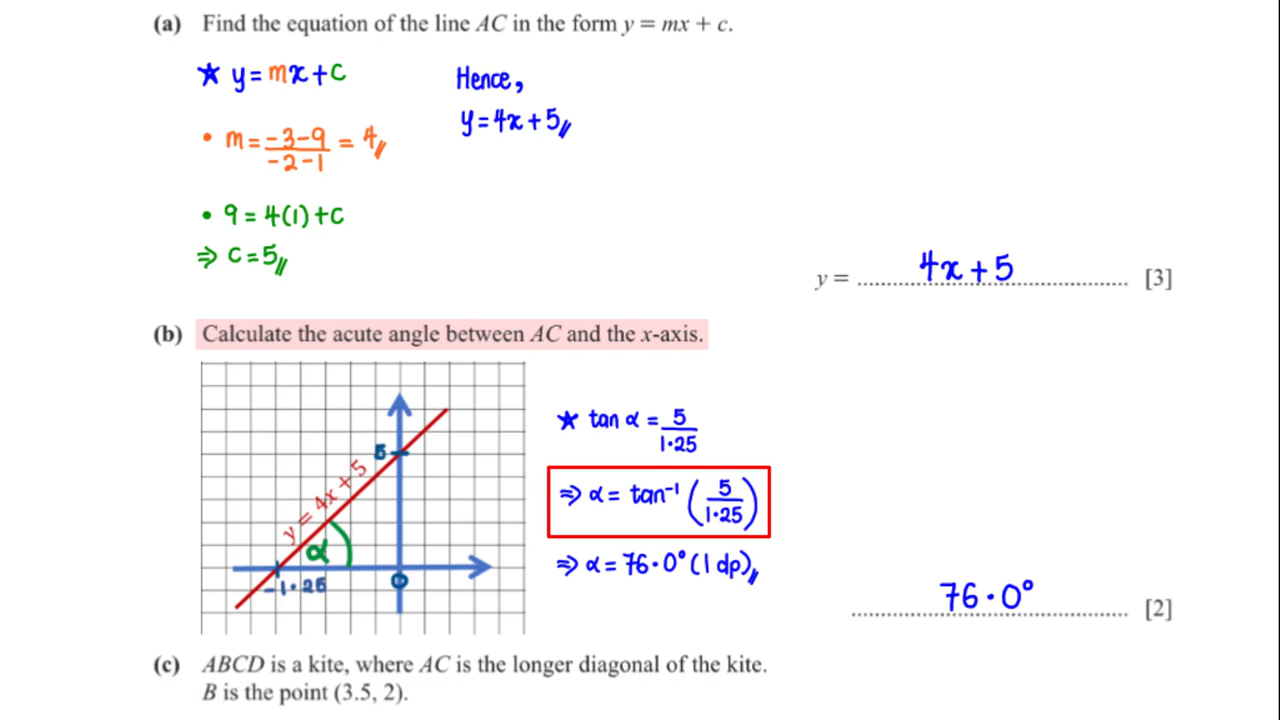 (a) Find the equation of the line AC in the form y = mx + c.
★ y = mx + c
Hence,
y = 4x + 5//
• m = (-3-9)/(-2-1) = 4//
• 9 = 4(1) + c
⇒ c = 5//
y = 4x + 5 [3]
(b) Calculate the acute angle between AC and the x-axis.
5
y = 4x + 5
α
-1·25
0
★ tan α = 5/1·25
⇒ α = tan⁻¹ (5/1·25)
⇒ α = 76·0° (1 dp)//
76·0° [2]
(c) ABCD is a kite, where AC is the longer diagonal of the kite.
B is the point (3.5, 2).